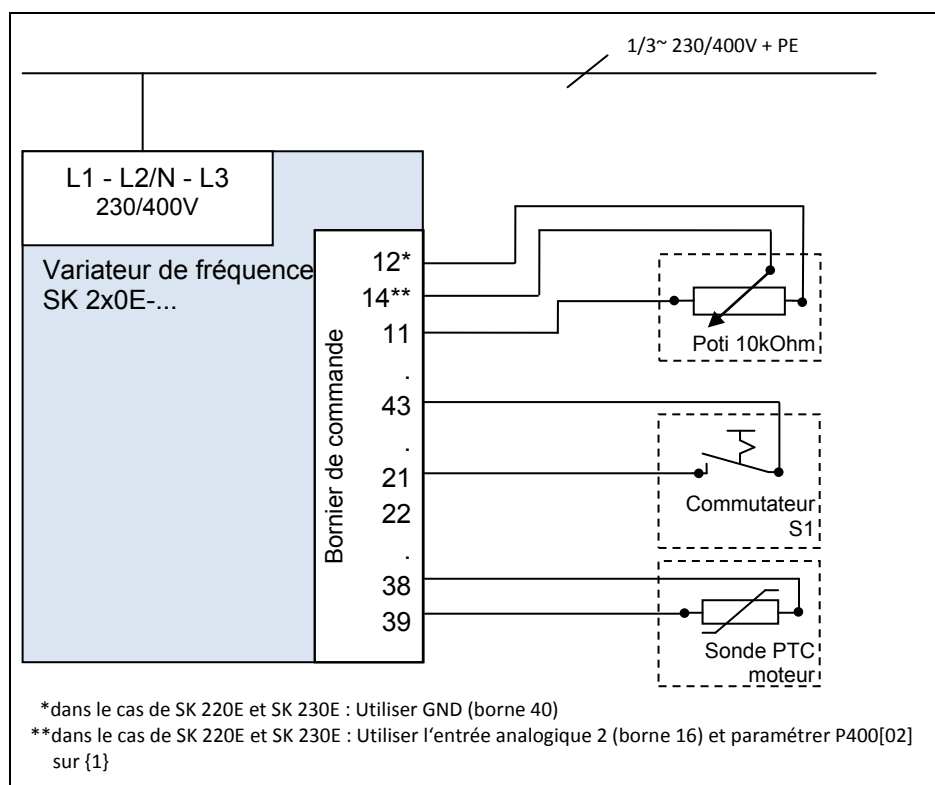 1/3~ 230/400V + PE
L1 - L2/N - L3
230/400V
Variateur de fréquence
SK 2x0E-...
Bornier de commande
12*
14**
11
.
43
.
21
22
.
38
39
Poti 10kOhm
Commutateur
S1
Sonde PTC
moteur
*dans le cas de SK 220E et SK 230E : Utiliser GND (borne 40)
**dans le cas de SK 220E et SK 230E : Utiliser l‘entrée analogique 2 (borne 16) et paramétrer P400[02]
sur {1}